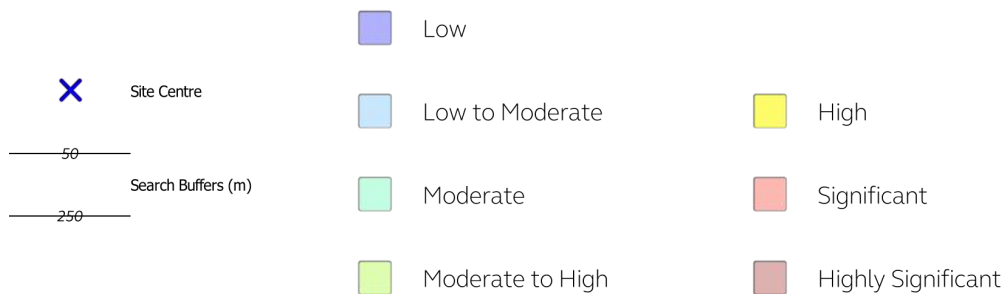 Site Centre
50
Search Buffers (m)
250
Low
Low to Moderate
Moderate
Moderate to High
High
Significant
Highly Significant